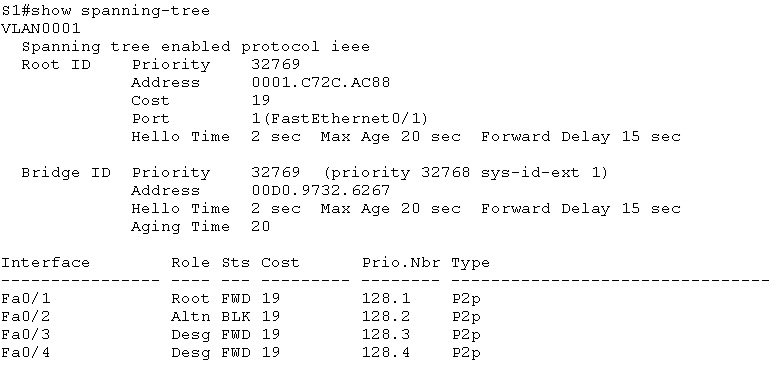 S1#show spanning-tree
VLAN0001
  Spanning tree enabled protocol ieee
  Root ID    Priority    32769
             Address     0001.C72C.AC88
             Cost        19
             Port        1(FastEthernet0/1)
             Hello Time  2 sec  Max Age 20 sec  Forward Delay 15 sec

  Bridge ID  Priority    32769  (priority 32768 sys-id-ext 1)
             Address     00D0.9732.6267
             Hello Time  2 sec  Max Age 20 sec  Forward Delay 15 sec
             Aging Time  20

Interface        Role Sts Cost      Prio.Nbr Type
---------------- ---- --- --------- -------- --------------------------------
Fa0/1            Root FWD 19        128.1    P2p
Fa0/2            Altn BLK 19        128.2    P2p
Fa0/3            Desg FWD 19        128.3    P2p
Fa0/4            Desg FWD 19        128.4    P2p